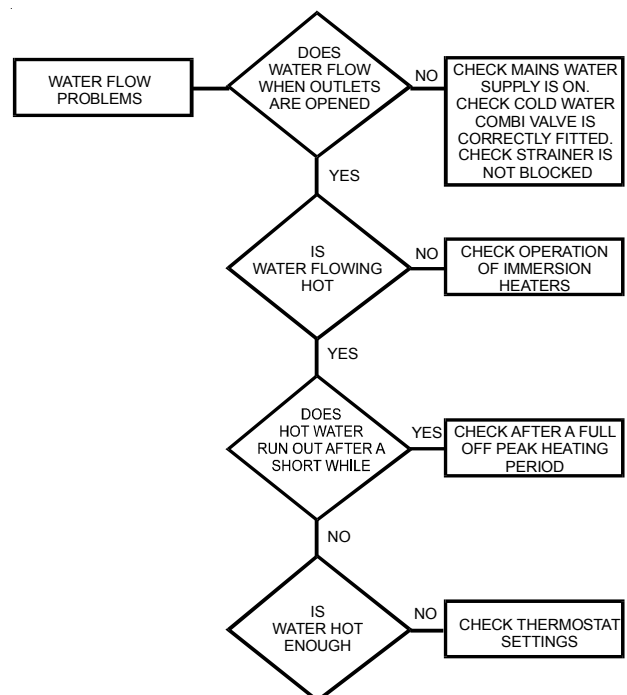 WATER FLOW
PROBLEMS
DOES
WATER FLOW
WHEN OUTLETS
ARE OPENED
NO
CHECK MAINS WATER
SUPPLY IS ON.
CHECK COLD WATER
COMBI VALVE IS
CORRECTLY FITTED.
CHECK STRAINER IS
NOT BLOCKED
YES
IS
WATER FLOWING
HOT
NO
CHECK OPERATION
OF IMMERSION
HEATERS
YES
DOES
HOT WATER
RUN OUT AFTER A
SHORT WHILE
YES
CHECK AFTER A FULL
OFF PEAK HEATING
PERIOD
NO
IS
WATER HOT
ENOUGH
NO
CHECK THERMOSTAT
SETTINGS